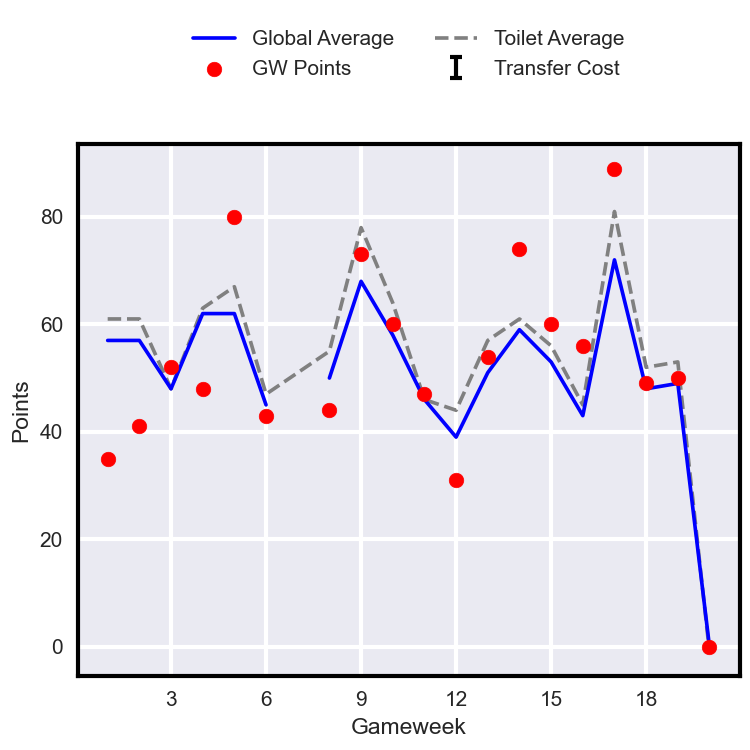 Global Average
Toilet Average
GW Points
Transfer Cost
Points
80
60
40
20
0
3 6 9 12 15 18
Gameweek